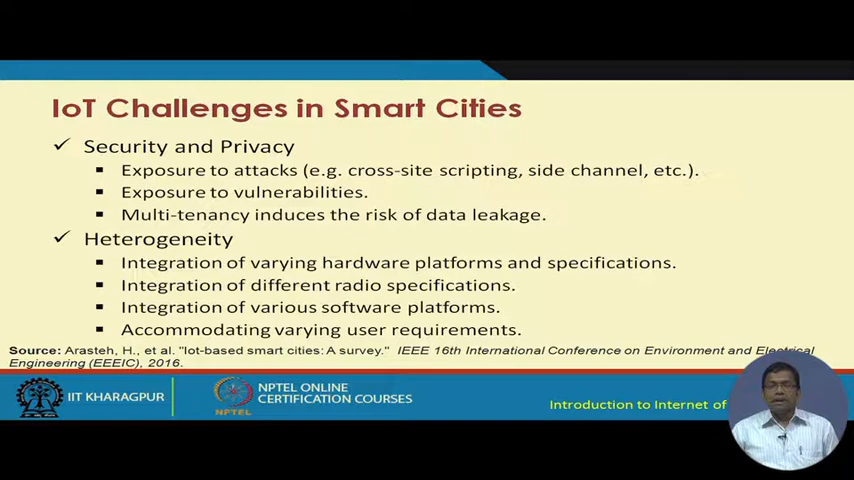 IoT Challenges in Smart Cities
✓ Security and Privacy
▪ Exposure to attacks (e.g. cross-site scripting, side channel, etc.).
▪ Exposure to vulnerabilities.
▪ Multi-tenancy induces the risk of data leakage.
✓ Heterogeneity
▪ Integration of varying hardware platforms and specifications.
▪ Integration of different radio specifications.
▪ Integration of various software platforms.
▪ Accommodating varying user requirements.
Source: Arasteh, H., et al. "Iot-based smart cities: A survey." IEEE 16th International Conference on Environment and Electrical
Engineering (EEEIC), 2016.
IIT KHARAGPUR
NPTEL
NPTEL ONLINE
CERTIFICATION COURSES
Introduction to Internet of